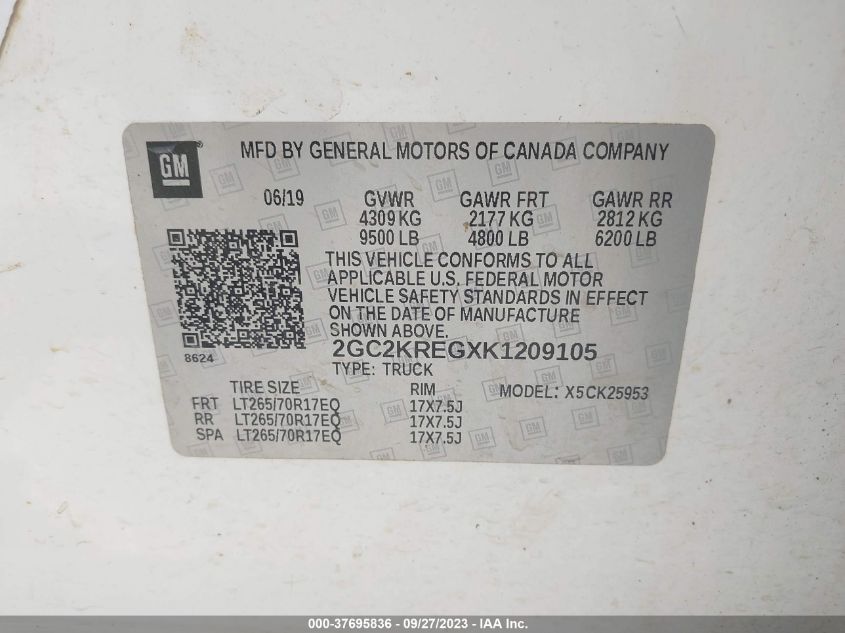 GM
MFD BY GENERAL MOTORS OF CANADA COMPANY
06/19 GVWR GAWR FRT GAWR RR
4309 KG 2177 KG 2812 KG
9500 LB 4800 LB 6200 LB
THIS VEHICLE CONFORMS TO ALL
APPLICABLE U.S. FEDERAL MOTOR
VEHICLE SAFETY STANDARDS IN EFFECT
ON THE DATE OF MANUFACTURE
SHOWN ABOVE.
8624
2GC2KREGXK1209105
TYPE: TRUCK
TIRE SIZE RIM MODEL: X5 CK25953
FRT LT265/70R17EQ 17X7.5J
RR LT265/70R17EQ 17X7.5J
SPA LT265/70R17EQ 17X7.5J
000-37695836 - 09/27/2023 - IAA Inc.